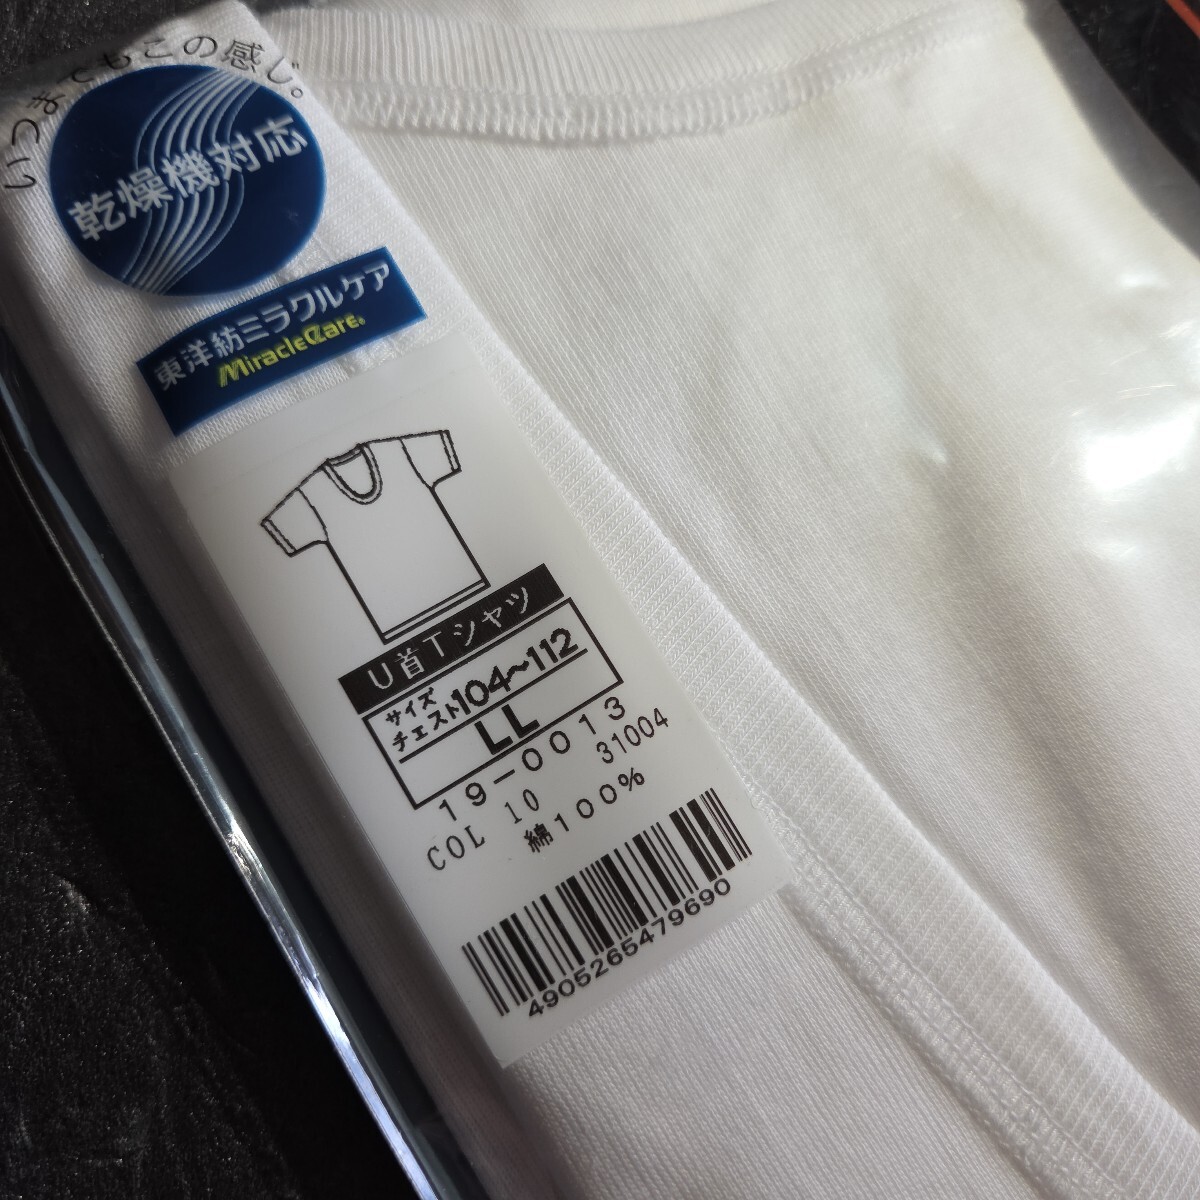 いつまでもこの感じ。
乾燥機対応
東洋紡ミラクルケア
MiracleCare®
U首Tシャツ
サイズ
チェスト104～112
LL
19-0013
COL 10 31004
綿100%
4905265479690